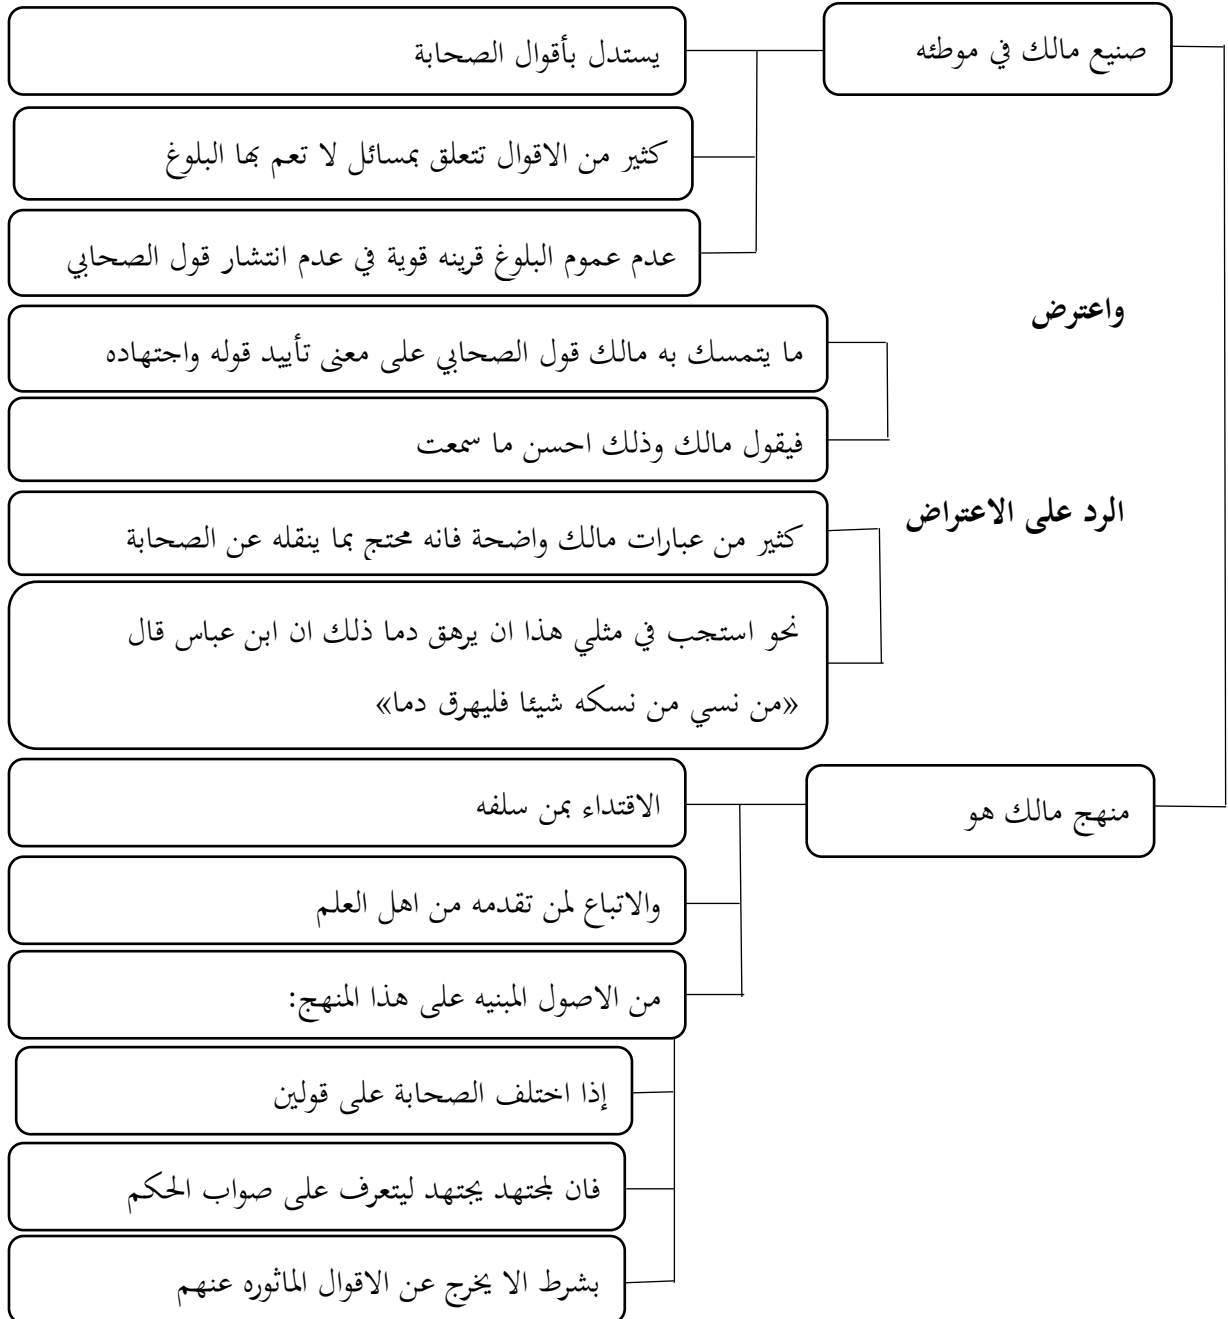 صنيع مالك في موطئه
يستدل بأقوال الصحابة
كثير من الاقوال تتعلق بمسائل لا تعم بها البلوغ
عدم عموم البلوغ قرينه قوية في عدم انتشار قول الصحابي
واعترض
ما يتمسك به مالك قول الصحابي على معنى تأييد قوله واجتهاده
فيقول مالك وذلك احسن ما سمعت
الرد على الاعتراض
كثير من عبارات مالك واضحة فانه محتج بما ينقله عن الصحابة
نحو استجب في مثلي هذا ان يرهق دما ذلك ان ابن عباس قال
«من نسي من نسكه شيئا فليهرق دما»
منهج مالك هو
الاقتداء بمن سلفه
والاتباع لمن تقدمه من اهل العلم
من الاصول المبنيه على هذا المنهج:
إذا اختلف الصحابة على قولين
فان لمجتهد يجتهد ليتعرف على صواب الحكم
بشرط الا يخرج عن الاقوال الماثوره عنهم